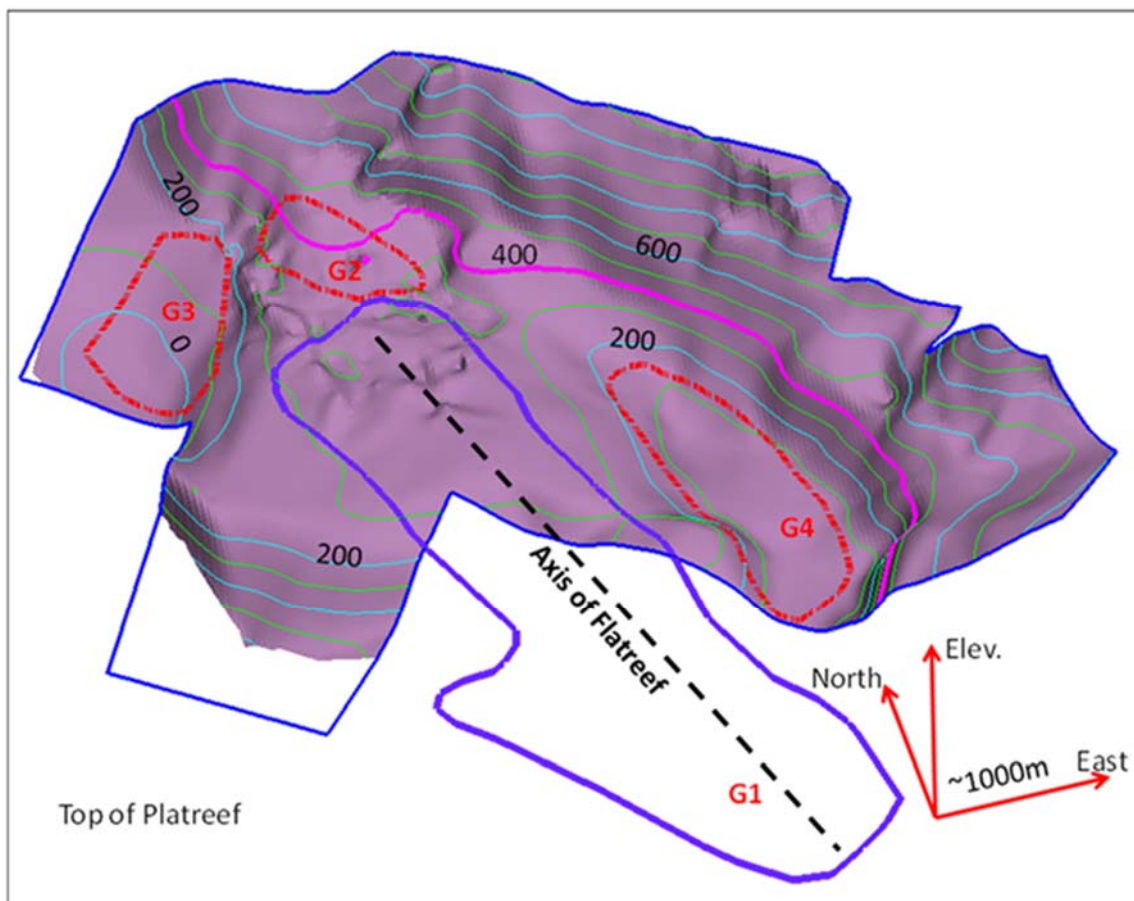 200
G2
400
600
G3
0
200
G4
200
Axis of Flatreef
Elev.
North
East
~1000m
G1
Top of Platreef